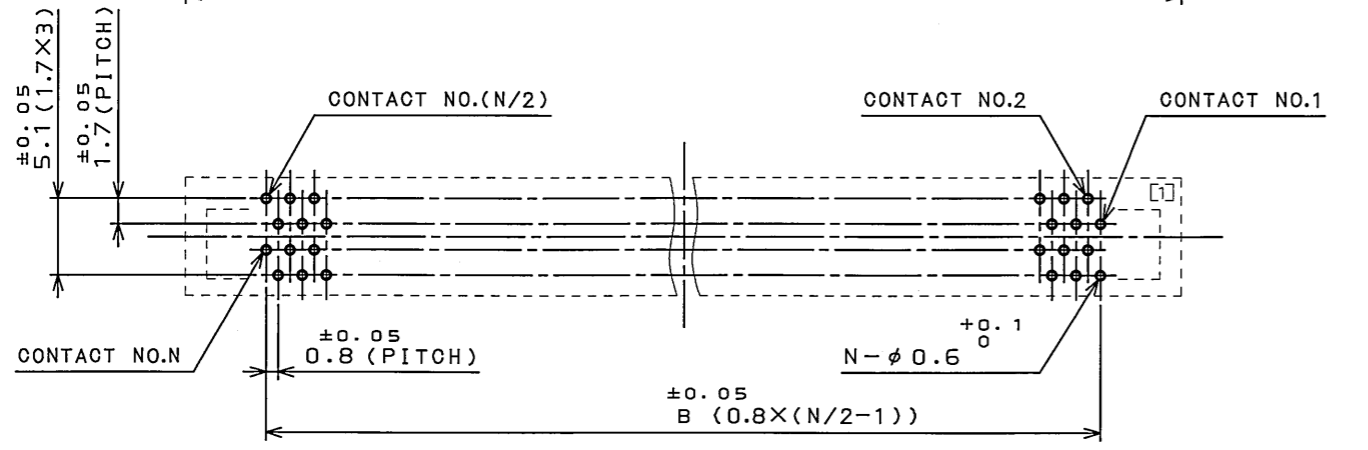 ±0.05
5.1(1.7×3)
±0.05
1.7(PITCH)
CONTACT NO.(N/2)
CONTACT NO.2
CONTACT NO.1
[1]
CONTACT NO.N
±0.05
0.8(PITCH)
+0.1
0
N-φ0.6
±0.05
B (0.8×(N/2-1))